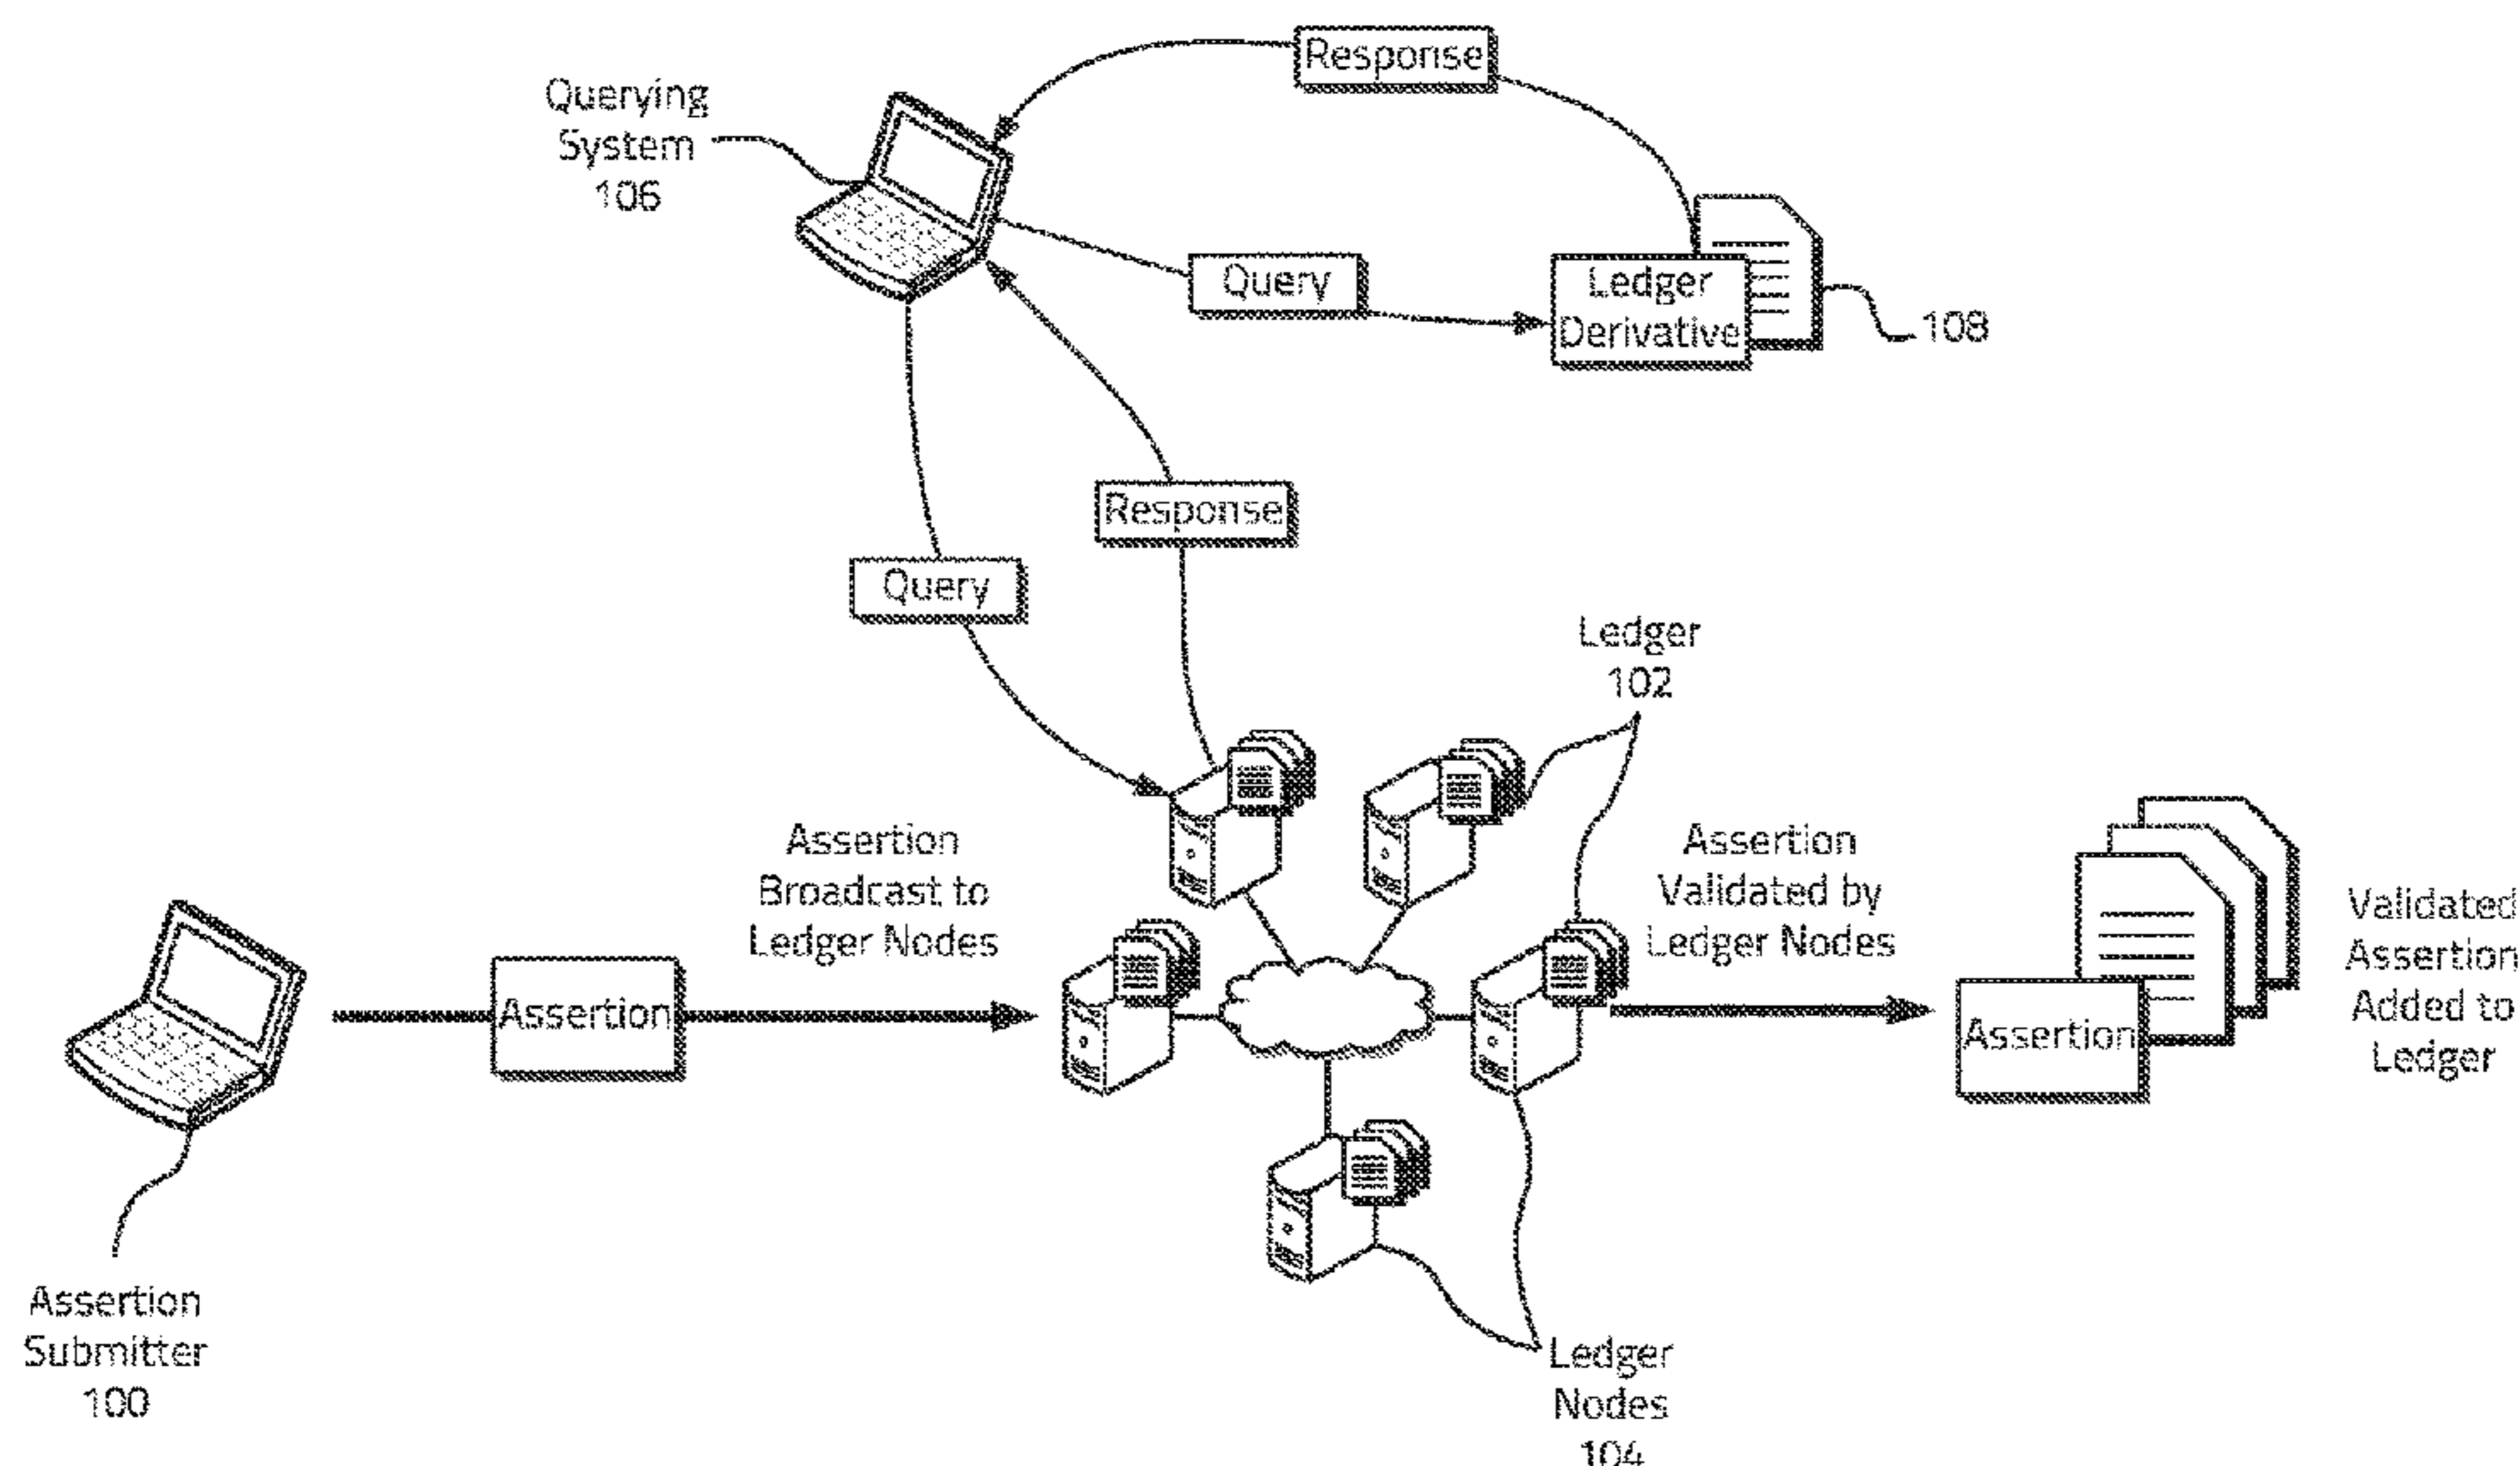 Response
Querying
System
106
Query
Ledger
Derivative
108
Response
Query
Ledger
102
Assertion
Broadcast to
Ledger Nodes
Assertion
Validated by
Ledger Nodes
Validated
Assertion
Added to
Ledger
Assertion
Assertion
Assertion
Submitter
100
Ledger
Nodes
104